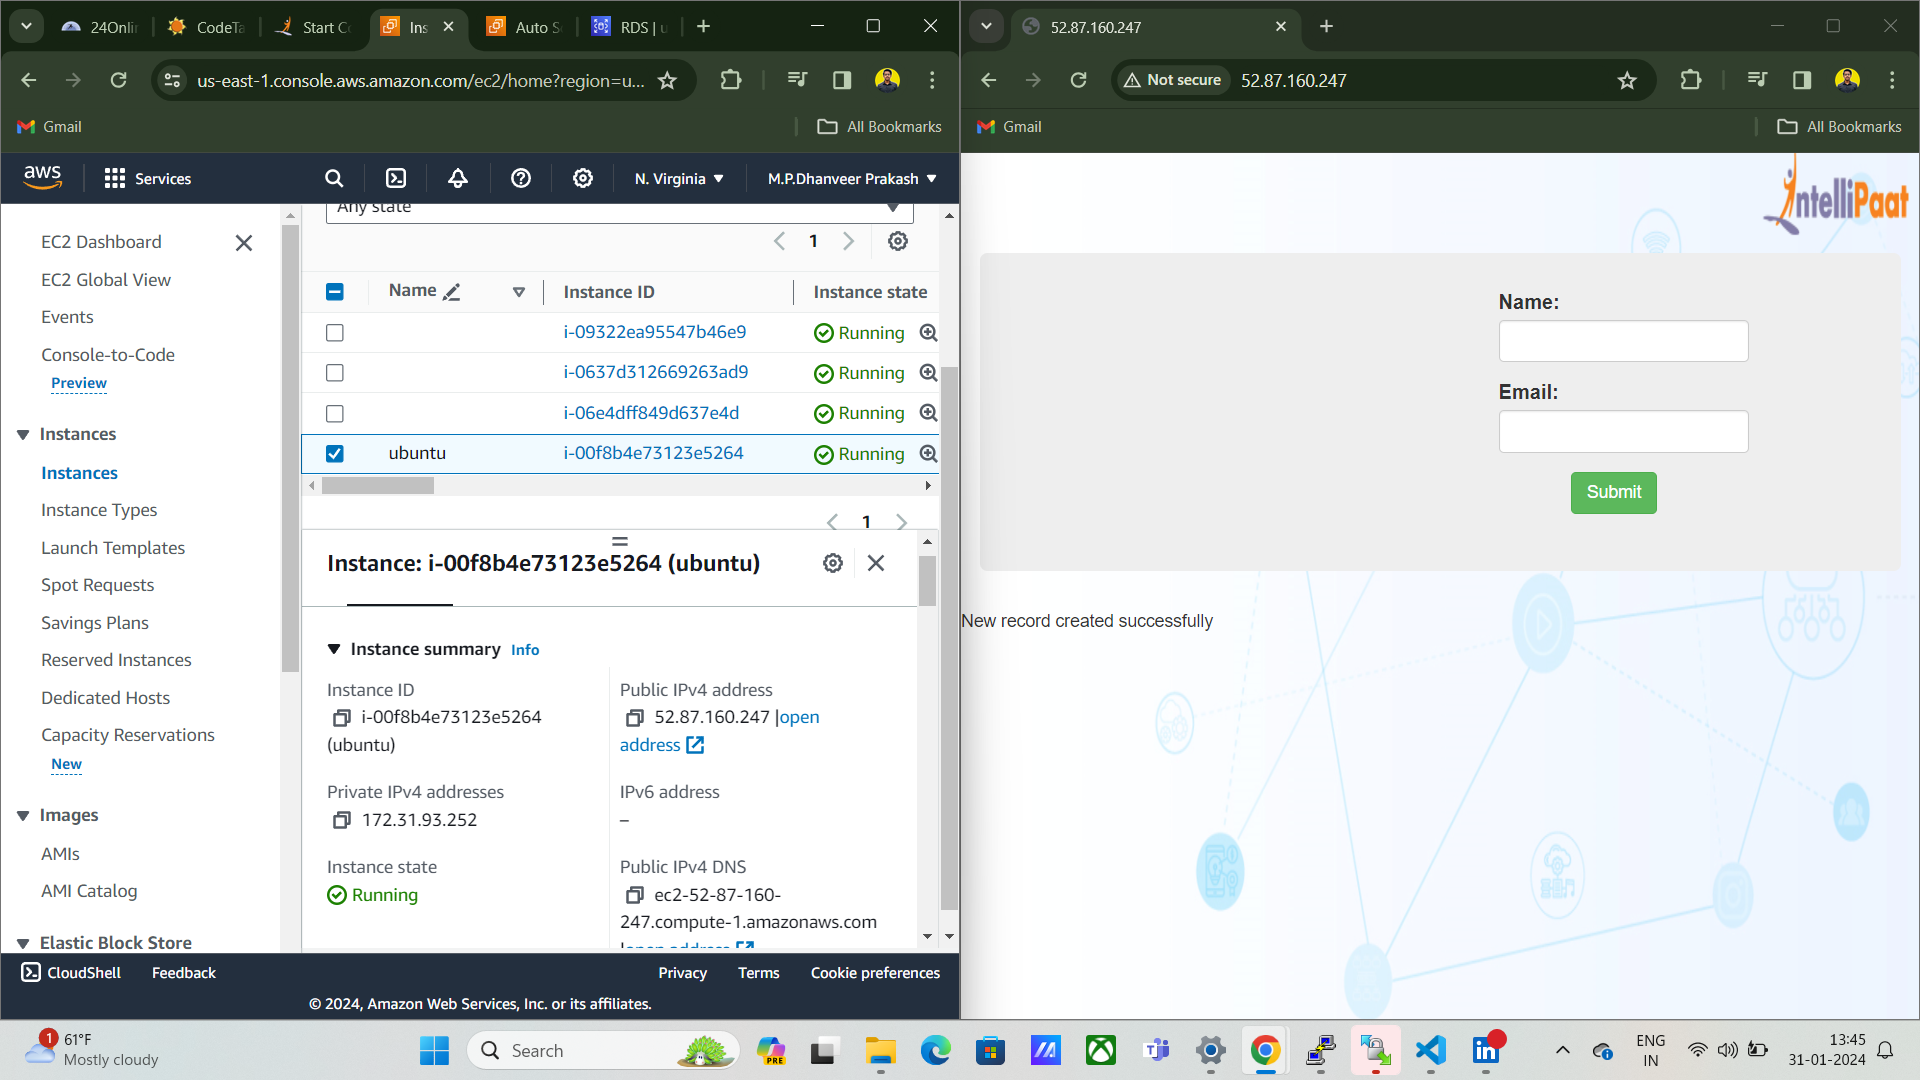 24Onlin
CodeTa
Start Co
Ins
Auto Sc
RDS | u
us-east-1.console.aws.amazon.com/ec2/home?region=u...
Gmail
All Bookmarks
aws
Services
N. Virginia
M.P.Dhanveer Prakash
EC2 Dashboard
EC2 Global View
Events
Console-to-Code
Preview
Instances
Instances
Instance Types
Launch Templates
Spot Requests
Savings Plans
Reserved Instances
Dedicated Hosts
Capacity Reservations
New
Images
AMIs
AMI Catalog
Elastic Block Store
Any state
1
Name
Instance ID
Instance state
i-09322ea95547b46e9
Running
i-0637d312669263ad9
Running
i-06e4dff849d637e4d
Running
ubuntu
i-00f8b4e73123e5264
Running
1
Instance: i-00f8b4e73123e5264 (ubuntu)
Instance summary Info
Instance ID
i-00f8b4e73123e5264
(ubuntu)
Public IPv4 address
52.87.160.247 |open
address
Private IPv4 addresses
172.31.93.252
IPv6 address
–
Instance state
Running
Public IPv4 DNS
ec2-52-87-160-
247.compute-1.amazonaws.com
|open address
CloudShell
Feedback
Privacy
Terms
Cookie preferences
© 2024, Amazon Web Services, Inc. or its affiliates.
52.87.160.247
Not secure
52.87.160.247
Gmail
All Bookmarks
IntelliPaat
Name:
Email:
Submit
New record created successfully
1
61°F
Mostly cloudy
Search
PRE
ENG
IN
13:45
31-01-2024